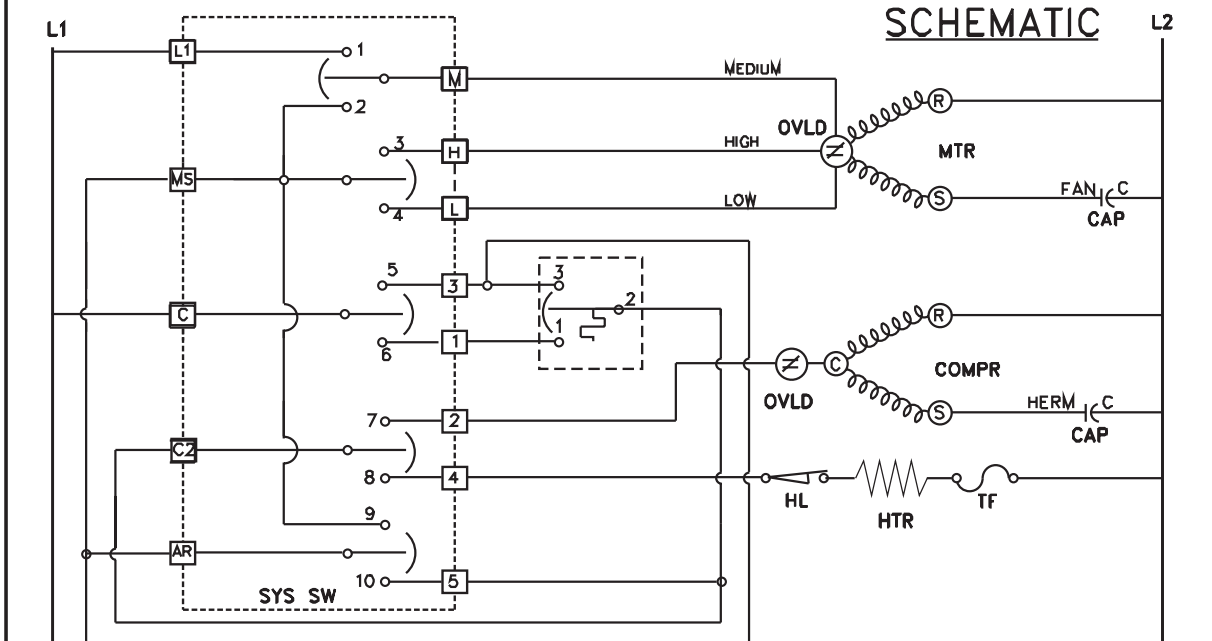 L1
SCHEMATIC
L2
L1
1
M
MEDIUM
2
R
OVLD
3
H
HIGH
MTR
MS
4
L
LOW
S
FAN
C
CAP
5
3
3
2
C
1
6
1
R
C
COMPR
OVLD
7
2
S
HERM
C
CAP
C2
8
4
HL
HTR
TF
9
AR
10
5
SYS SW